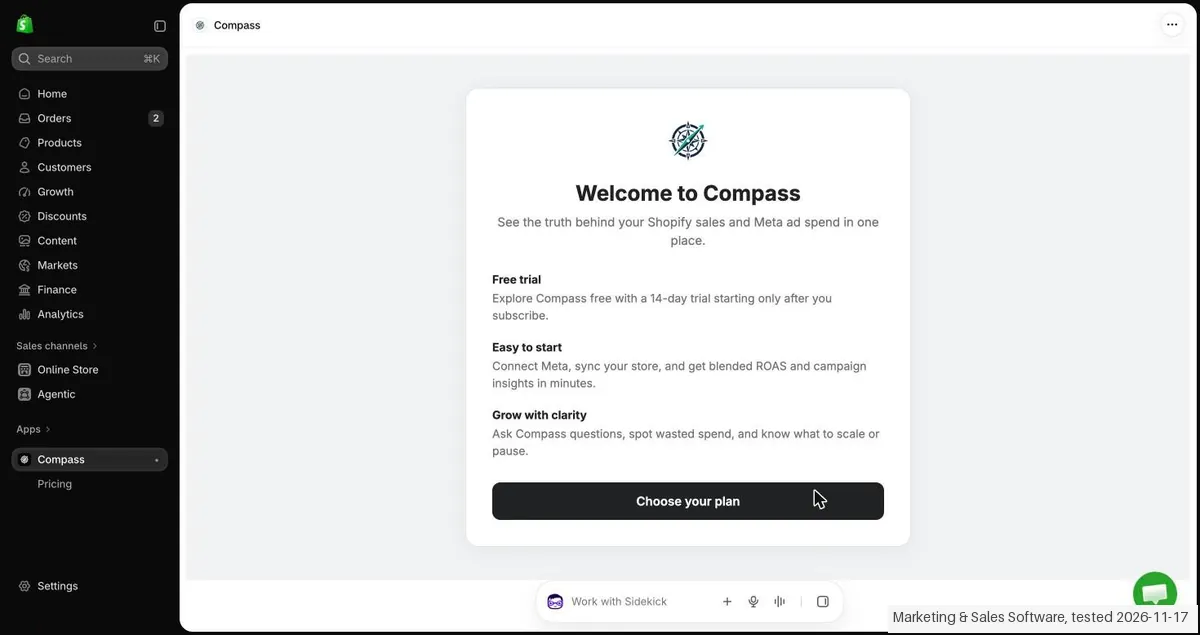 Compass
Search ⌘K
Home
Orders 2
Products
Customers
Growth
Discounts
Content
Markets
Finance
Analytics
Sales channels
Online Store
Agentic
Apps
Compass
Pricing
Settings
Welcome to Compass
See the truth behind your Shopify sales and Meta ad spend in one
place.
Free trial
Explore Compass free with a 14-day trial starting only after you
subscribe.
Easy to start
Connect Meta, sync your store, and get blended ROAS and campaign
insights in minutes.
Grow with clarity
Ask Compass questions, spot wasted spend, and know what to scale or
pause.
Choose your plan
Work with Sidekick
Marketing & Sales Software, tested 2026-11-17